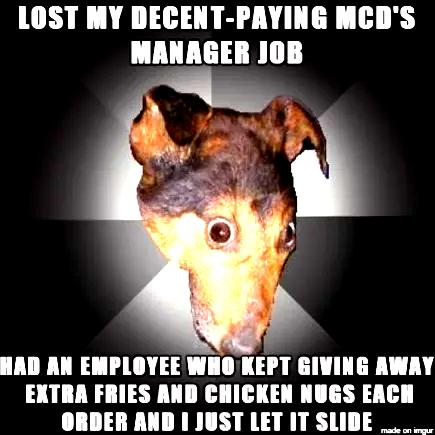 LOST MY DECENT-PAYING MCD'S
MANAGER JOB
HAD AN EMPLOYEE WHO KEPT GIVING AWAY
EXTRA FRIES AND CHICKEN NUGS EACH
ORDER AND I JUST LET IT SLIDE
made on imgur